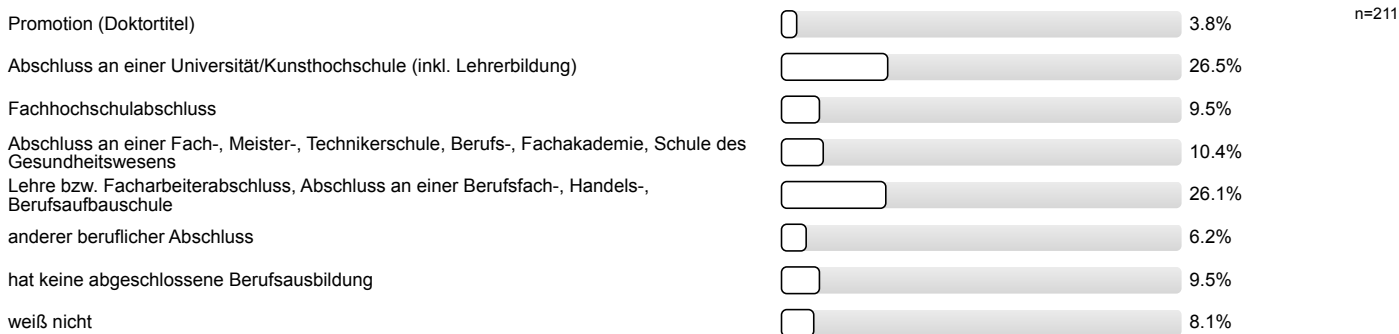 Promotion (Doktortitel) 3.8% n=211
Abschluss an einer Universität/Kunsthochschule (inkl. Lehrerbildung) 26.5%
Fachhochschulabschluss 9.5%
Abschluss an einer Fach-, Meister-, Technikerschule, Berufs-, Fachakademie, Schule des
Gesundheitswesens 10.4%
Lehre bzw. Facharbeiterabschluss, Abschluss an einer Berufsfach-, Handels-,
Berufsaufbauschule 26.1%
anderer beruflicher Abschluss 6.2%
hat keine abgeschlossene Berufsausbildung 9.5%
weiß nicht 8.1%